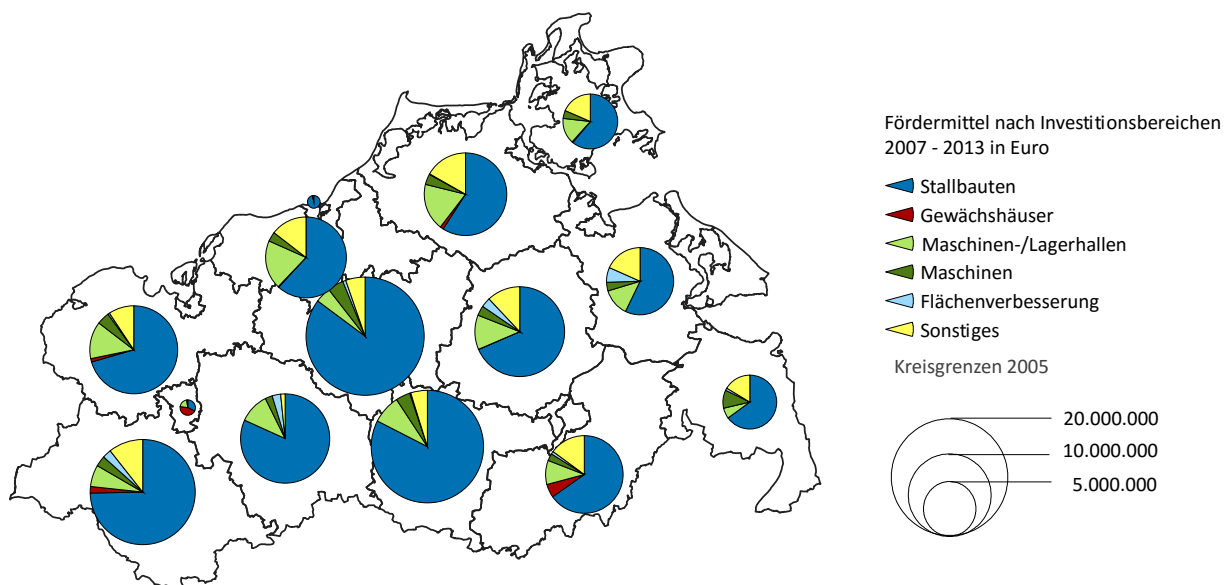 Fördermittel nach Investitionsbereichen
2007 - 2013 in Euro
Stallbauten
Gewächshäuser
Maschinen-/Lagerhallen
Maschinen
Flächenverbesserung
Sonstiges
Kreisgrenzen 2005
20.000.000
10.000.000
5.000.000